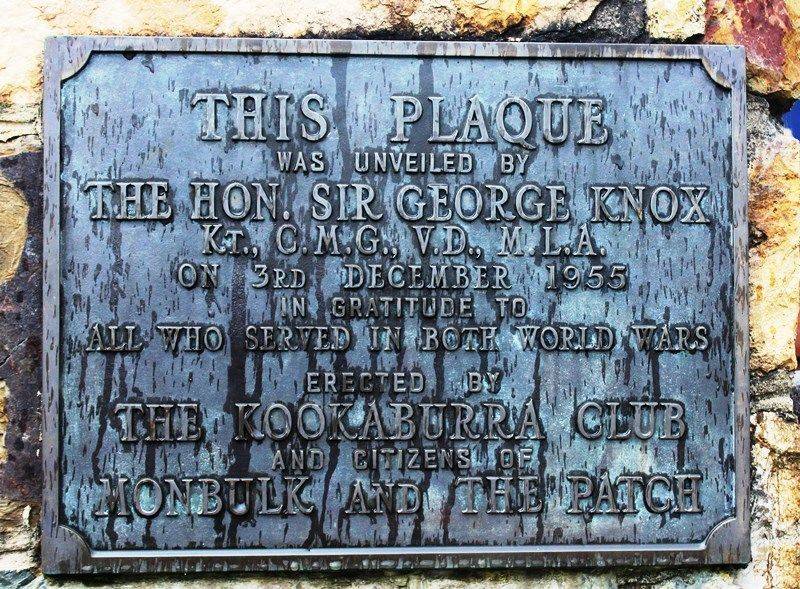 THIS PLAQUE
WAS UNVEILED BY
THE HON. SIR GEORGE KNOX
KT., C.M.G., V.D., M.L.A.
ON 3RD DECEMBER 1955
IN GRATITUDE TO
ALL WHO SERVED IN BOTH WORLD WARS
ERECTED BY
THE KOOKABURRA CLUB
AND CITIZENS OF
MONBULK AND THE PATCH